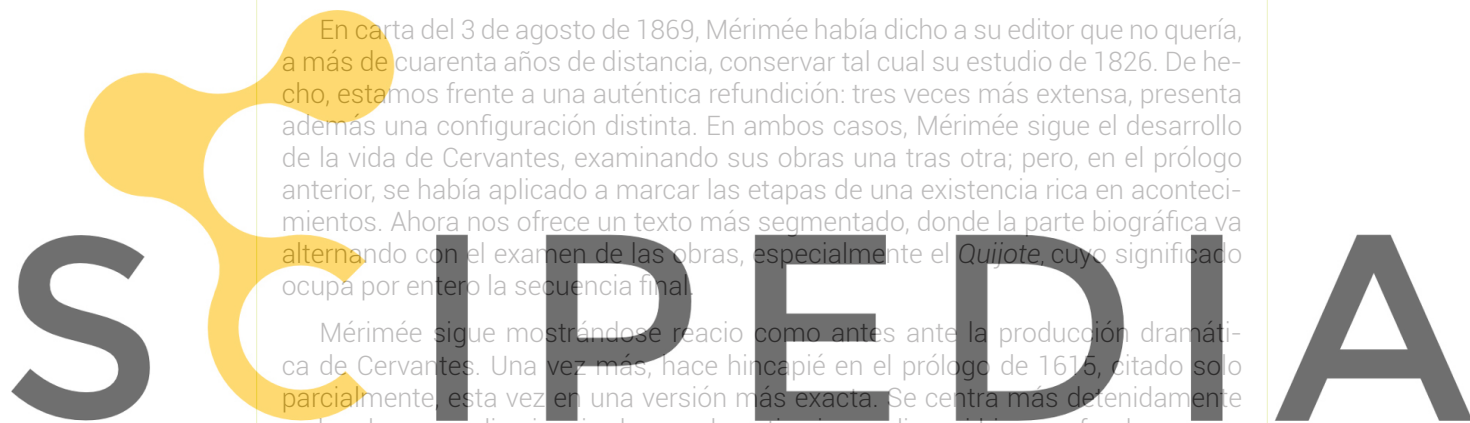 En carta del 3 de agosto de 1869, Mérimée había dicho a su editor que no quería,
a más de cuarenta años de distancia, conservar tal cual su estudio de 1826. De he-
cho, estamos frente a una auténtica refundición: tres veces más extensa, presenta
además una configuración distinta. En ambos casos, Mérimée sigue el desarrollo
de la vida de Cervantes, examinando sus obras una tras otra; pero, en el prólogo
anterior, se había aplicado a marcar las etapas de una existencia rica en aconteci-
mientos. Ahora nos ofrece un texto más segmentado, donde la parte biográfica va
alternando con el examen de las obras, especialmente el Quijote, cuyo significado
ocupa por entero la secuencia final.
Mérimée sigue mostrándose reacio como antes ante la producción dramáti-
ca de Cervantes. Una vez más, hace hincapié en el prólogo de 1615, citado solo
parcialmente, esta vez en una versión más exacta. Se centra más detenidamente
SCIPEDIA